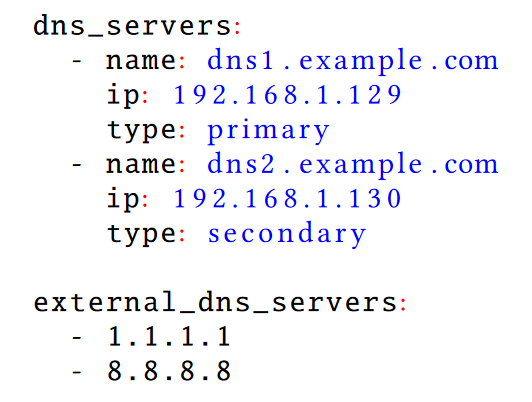 dns_servers:
  - name: dns1.example.com
    ip: 192.168.1.129
    type: primary
  - name: dns2.example.com
    ip: 192.168.1.130
    type: secondary

external_dns_servers:
  - 1.1.1.1
  - 8.8.8.8